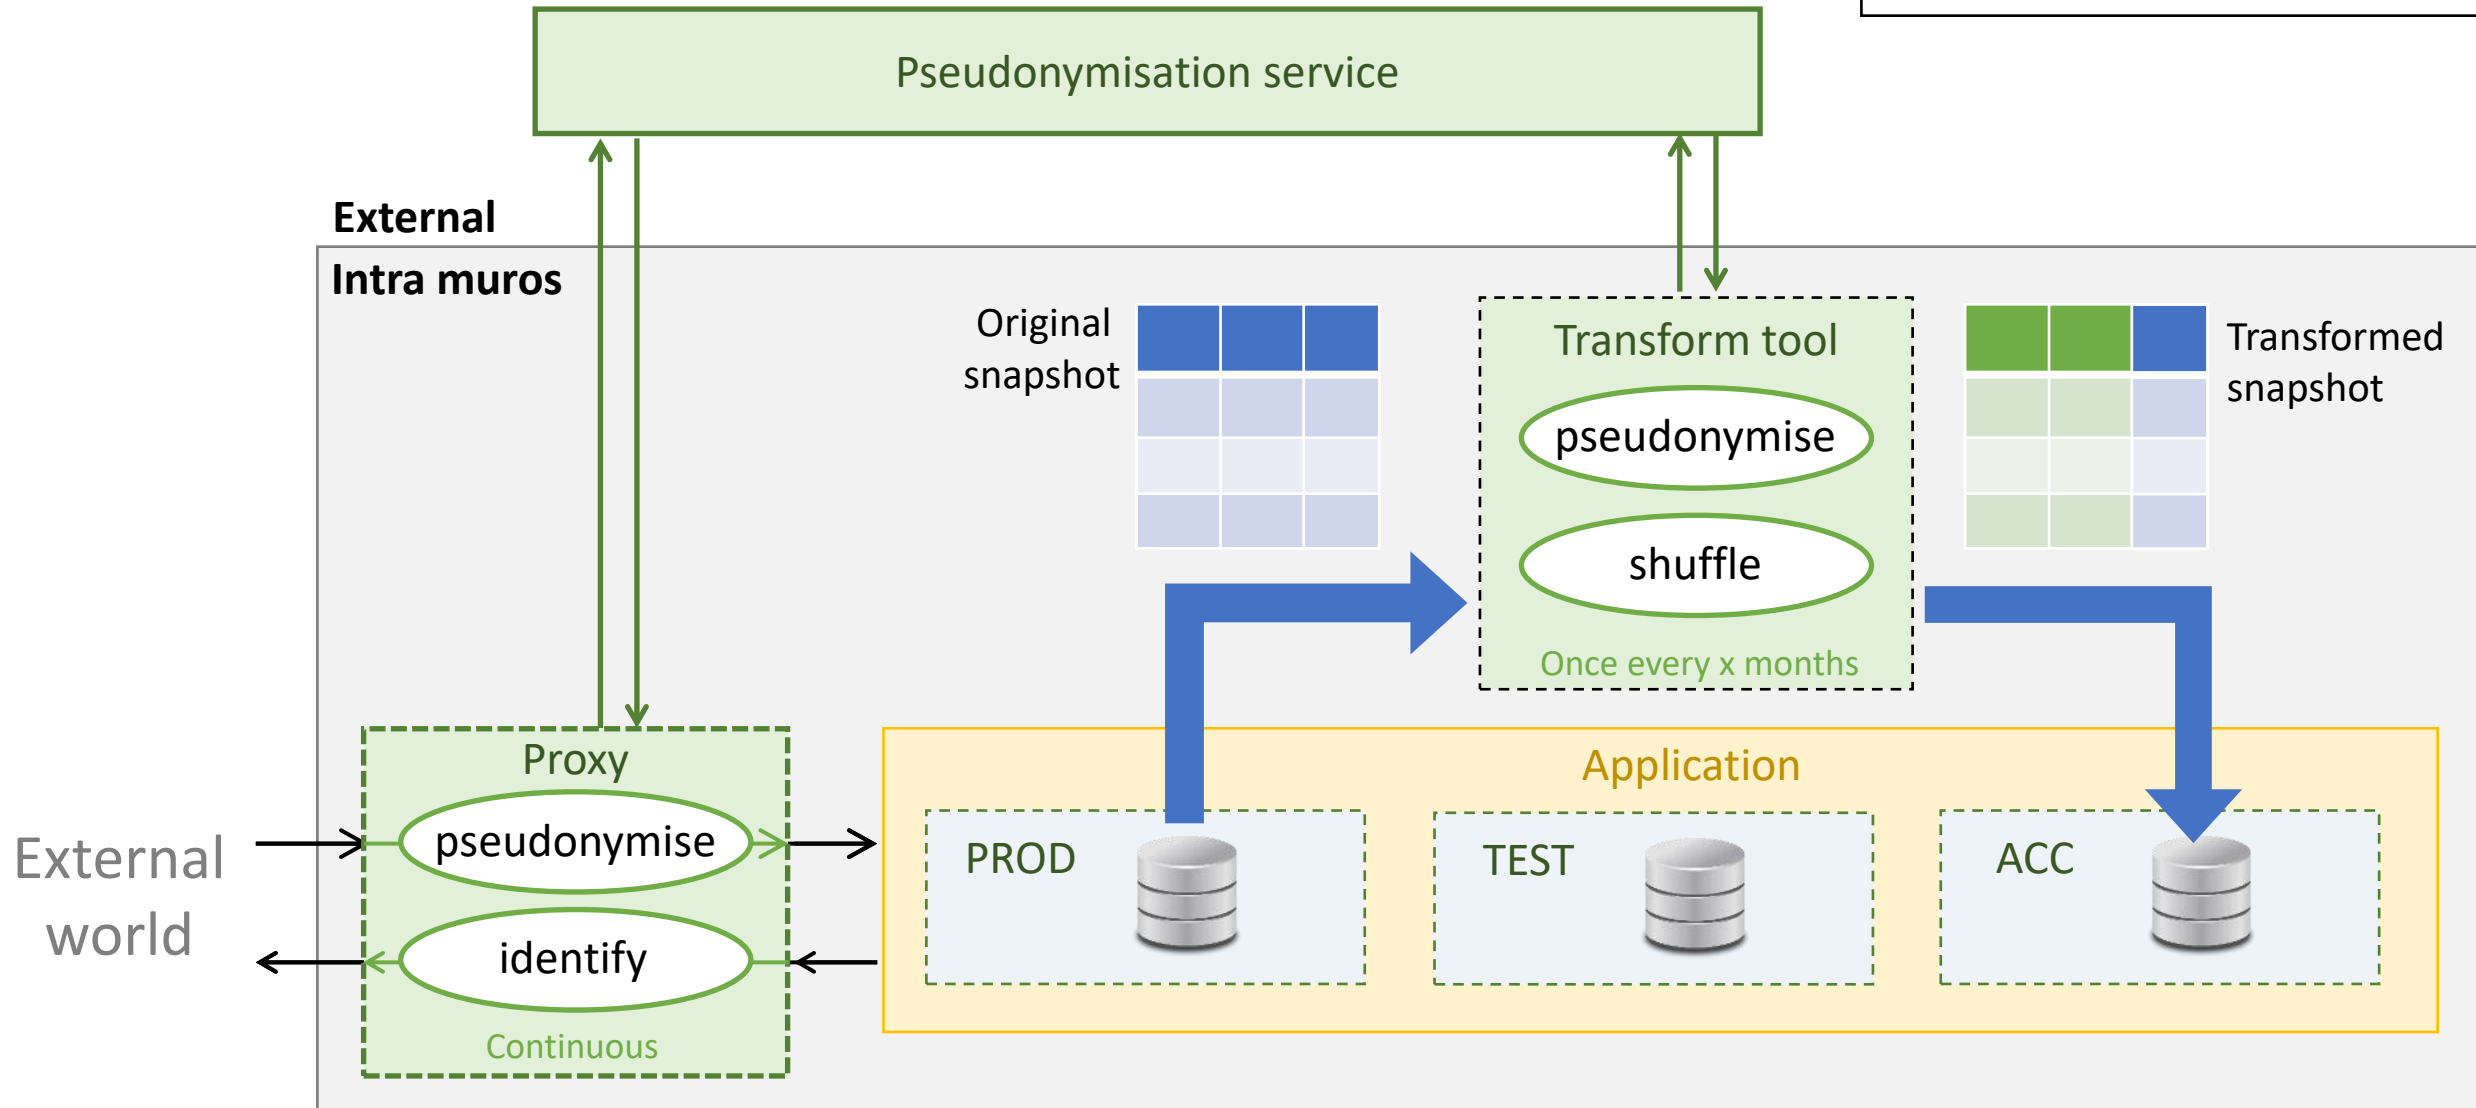 Pseudonymisation service
External
Intra muros
Original
snapshot
Transform tool
pseudonymise
shuffle
Once every x months
Transformed
snapshot
External
world
Proxy
pseudonymise
identify
Continuous
Application
PROD
TEST
ACC